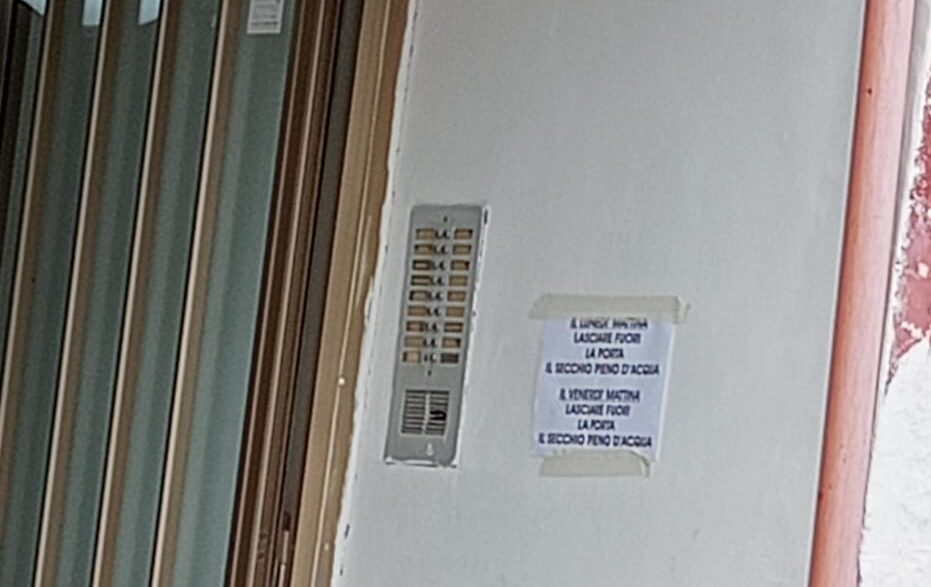 IL LUNEDI' MATTINA
LASCIARE FUORI
LA PORTA
IL SECCHIO PIENO D'ACQUA
IL VENERDI' MATTINA
LASCIARE FUORI
LA PORTA
IL SECCHIO PIENO D'ACQUA